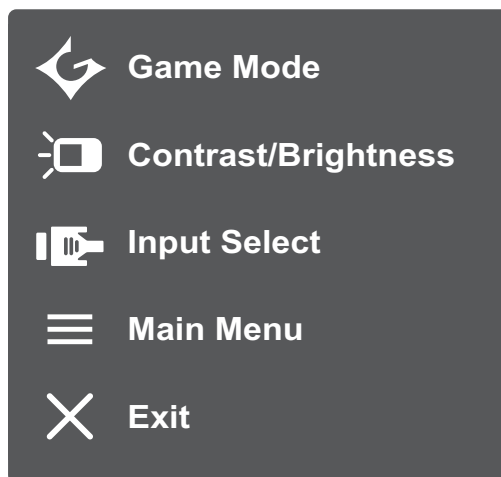 Game Mode
Contrast/Brightness
Input Select
Main Menu
Exit